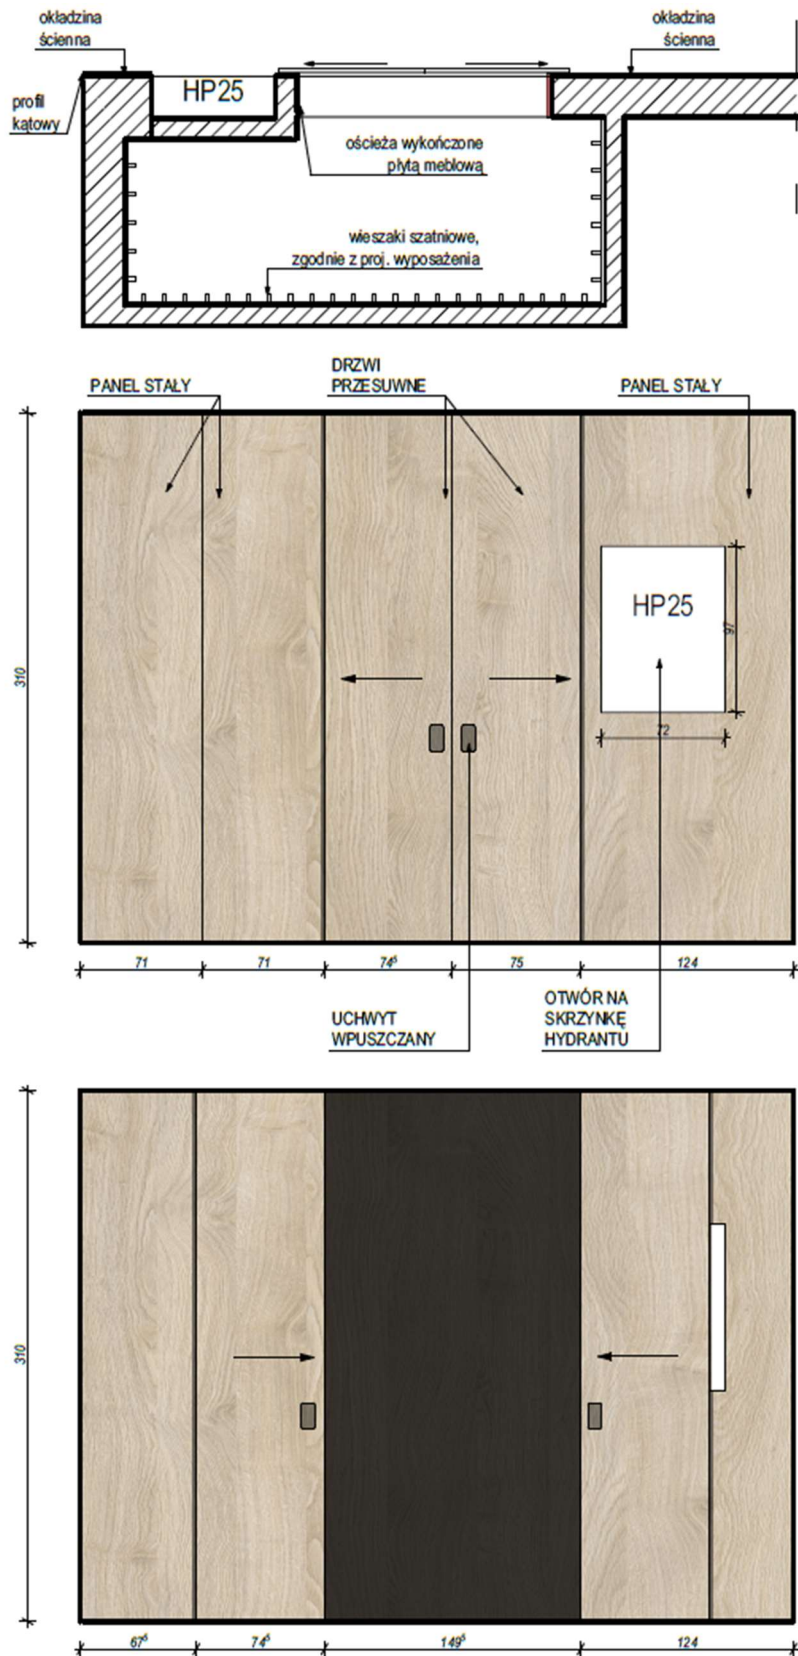 okładzina
ścienna
okładzina
ścienna
HP25
profil
kątowy
ościeża wykończone
płytą meblową
wieszaki szatniowe,
zgodnie z proj. wyposażenia
DRZWI
PRZESUWNE
PANEL STAŁY
PANEL STAŁY
HP25
97
72
310
71
71
74⁵
75
124
UCHWYT
WPUSZCZANY
OTWÓR NA
SKRZYNKĘ
HYDRANTU
310
67⁵
74⁵
149⁵
124